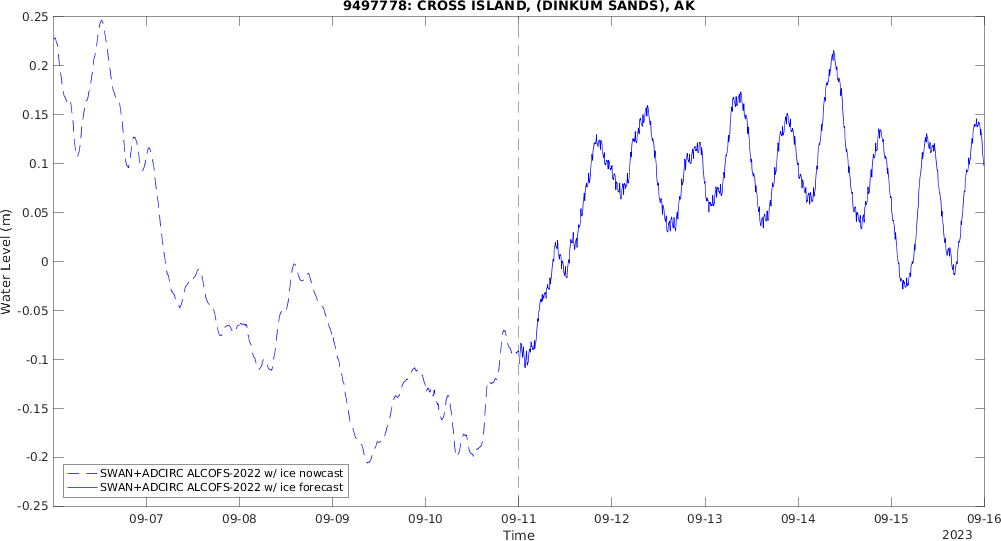 9497778: CROSS ISLAND, (DINKUM SANDS), AK
0.25
0.2
0.15
0.1
0.05
0
-0.05
-0.1
-0.15
-0.2
-0.25
Water Level (m)
SWAN+ADCIRC ALCOFS-2022 w/ ice nowcast
SWAN+ADCIRC ALCOFS-2022 w/ ice forecast
09-07 09-08 09-09 09-10 09-11 09-12 09-13 09-14 09-15 09-16
Time
2023